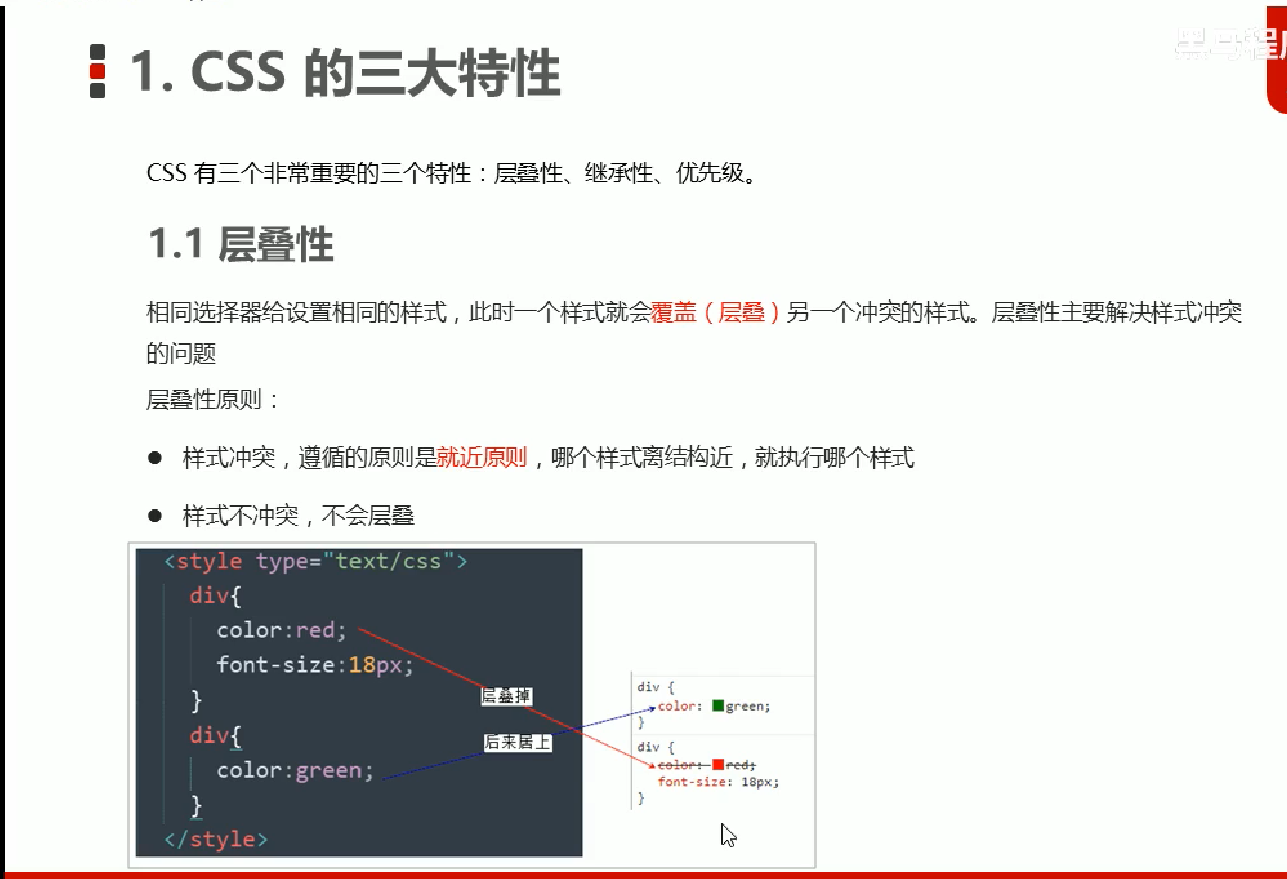 黑马程
1. CSS 的三大特性
CSS 有三个非常重要的三个特性：层叠性、继承性、优先级。
1.1 层叠性
相同选择器给设置相同的样式，此时一个样式就会覆盖（层叠）另一个冲突的样式。层叠性主要解决样式冲突
的问题
层叠性原则：
● 样式冲突，遵循的原则是就近原则，哪个样式离结构近，就执行哪个样式
● 样式不冲突，不会层叠
<style type="text/css">
div{
color:red;
font-size:18px;
}
div{
color:green;
}
</style>
层叠掉
后来居上
div {
color: green;
}
div {
color: red;
font-size: 18px;
}